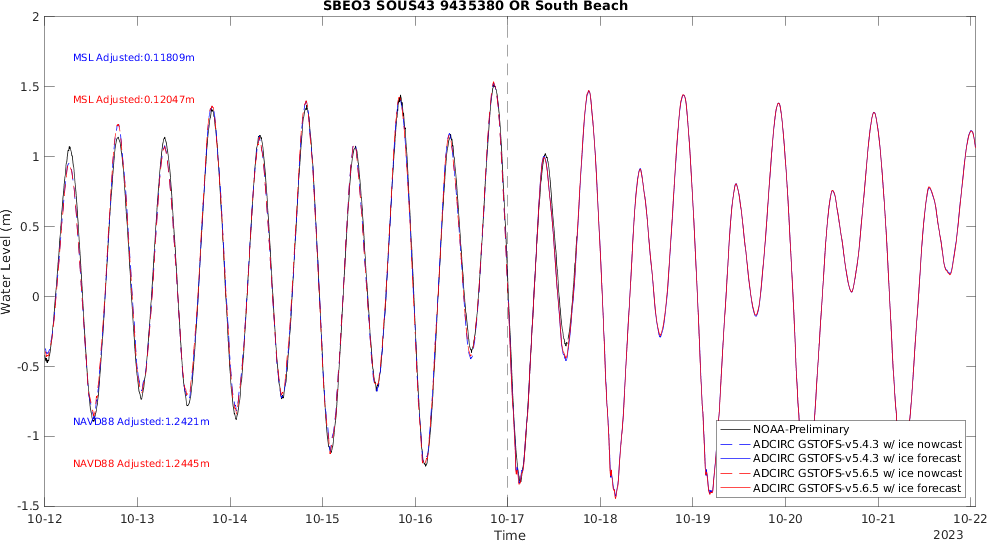 SBEO3 SOUS43 9435380 OR South Beach
2
1.5
1
0.5
0
-0.5
-1
-1.5
Water Level (m)
MSL Adjusted:0.11809m
MSL Adjusted:0.12047m
NAVD88 Adjusted:1.2421m
NAVD88 Adjusted:1.2445m
NOAA-Preliminary
ADCIRC GSTOFS-v5.4.3 w/ ice nowcast
ADCIRC GSTOFS-v5.4.3 w/ ice forecast
ADCIRC GSTOFS-v5.6.5 w/ ice nowcast
ADCIRC GSTOFS-v5.6.5 w/ ice forecast
10-12 10-13 10-14 10-15 10-16 10-17 10-18 10-19 10-20 10-21 10-22
Time
2023